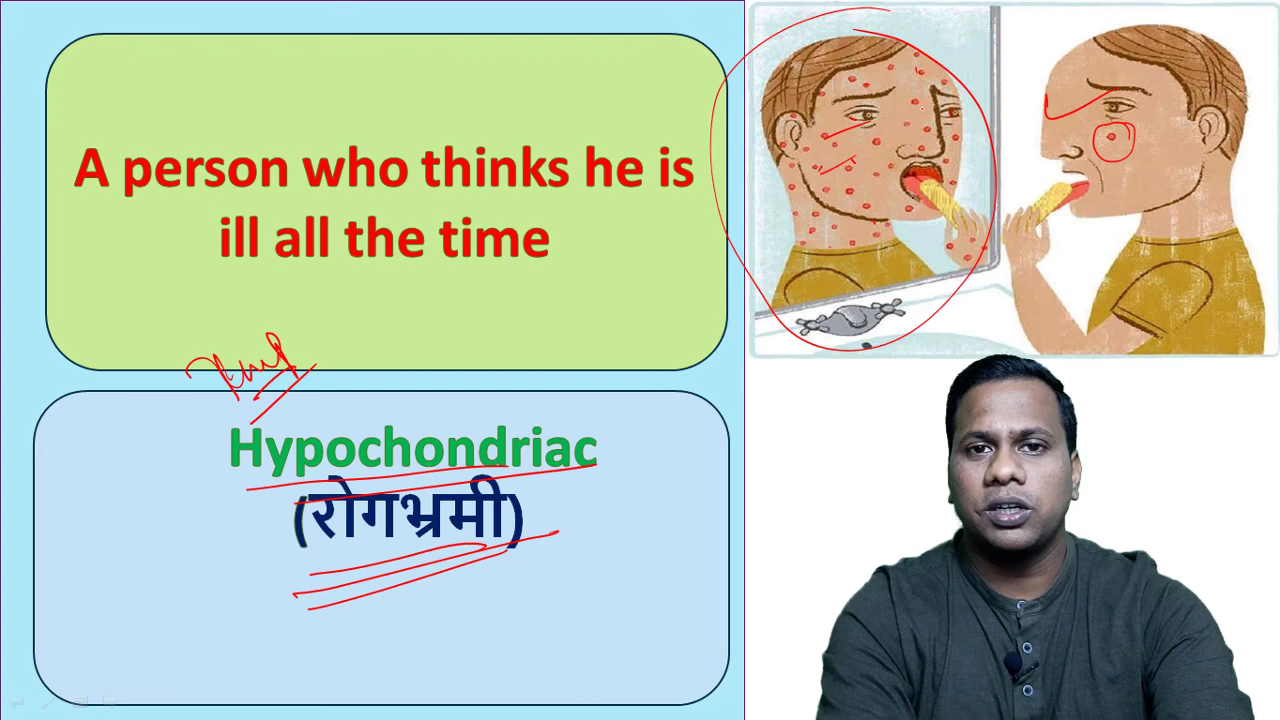 A person who thinks he is
ill all the time
Hypochondriac
(रोगभ्रमी)